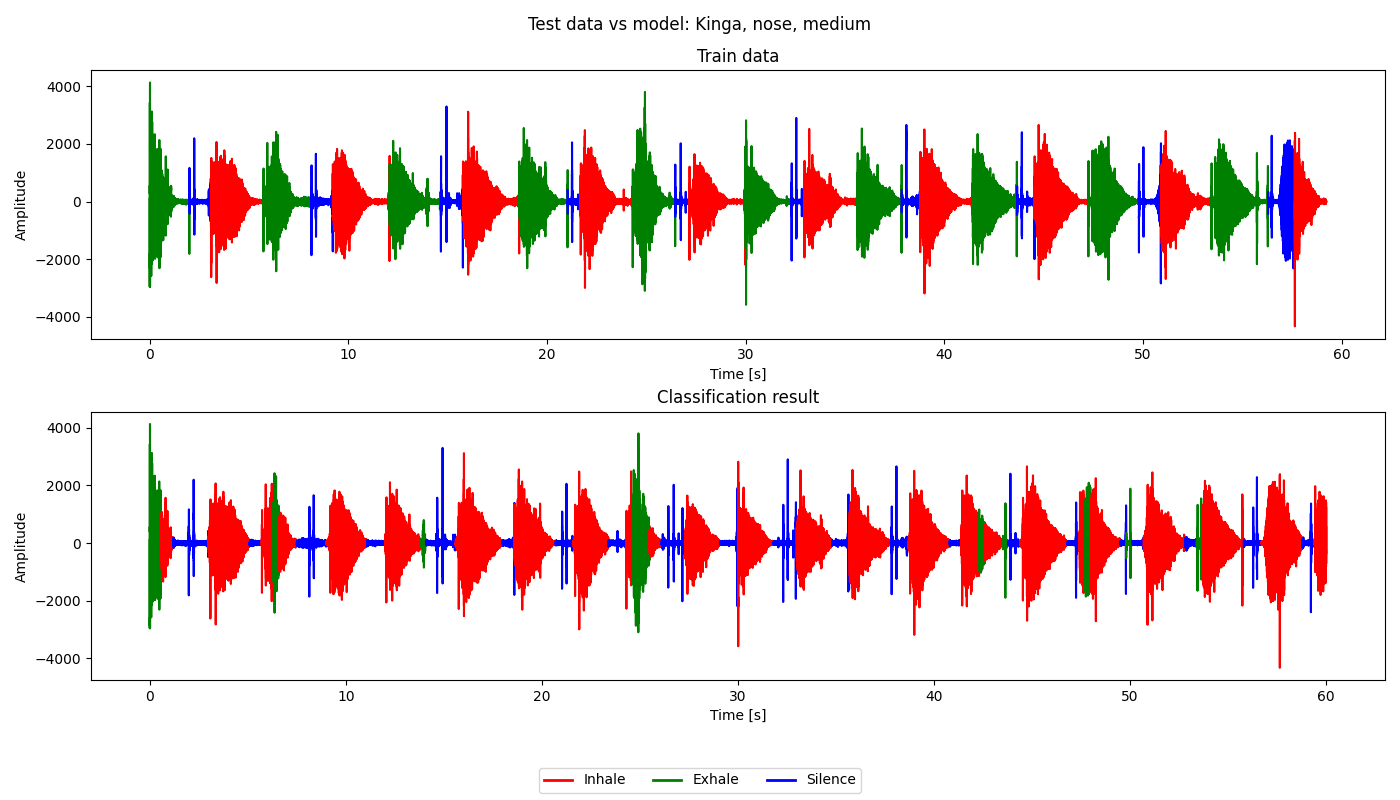 Test data vs model: Kinga, nose, medium
Train data
Amplitude
4000
2000
0
−2000
−4000
0 10 20 30 40 50 60
Time [s]
Classification result
Amplitude
4000
2000
0
−2000
−4000
0 10 20 30 40 50 60
Time [s]
Inhale Exhale Silence